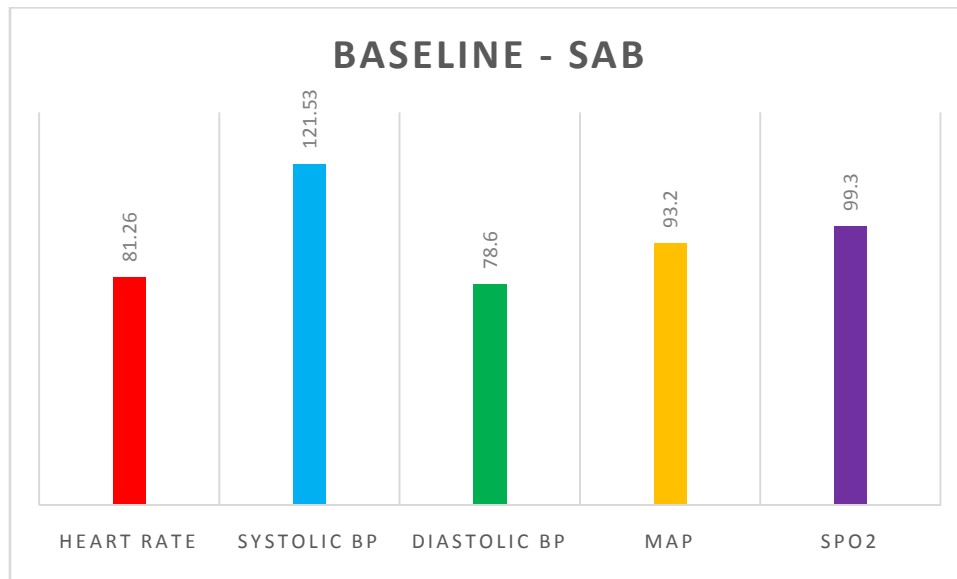 BASELINE - SAB
81.26
121.53
78.6
93.2
99.3
HEART RATE
SYSTOLIC BP
DIASTOLIC BP
MAP
SPO2